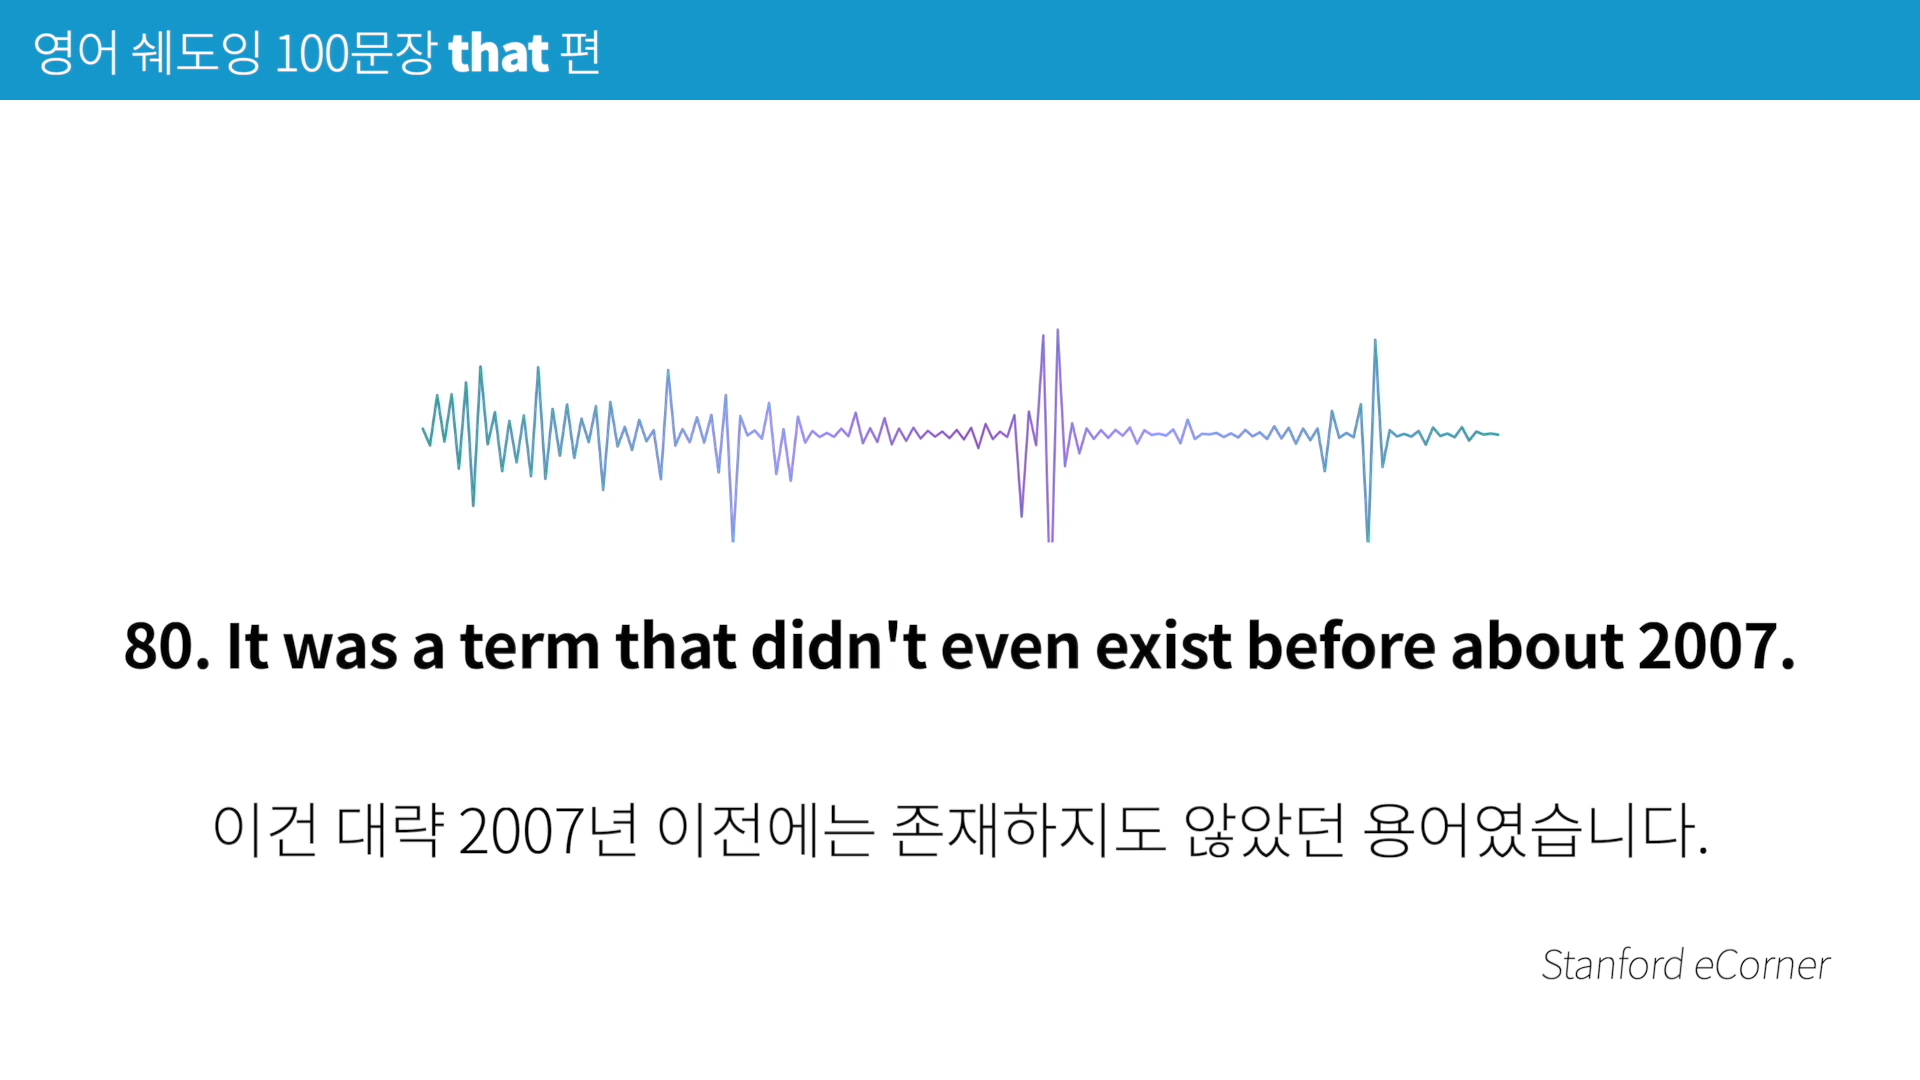 영어 쉐도잉 100문장 that 편
80. It was a term that didn't even exist before about 2007.
이건 대략 2007년 이전에는 존재하지도 않았던 용어였습니다.
Stanford eCorner